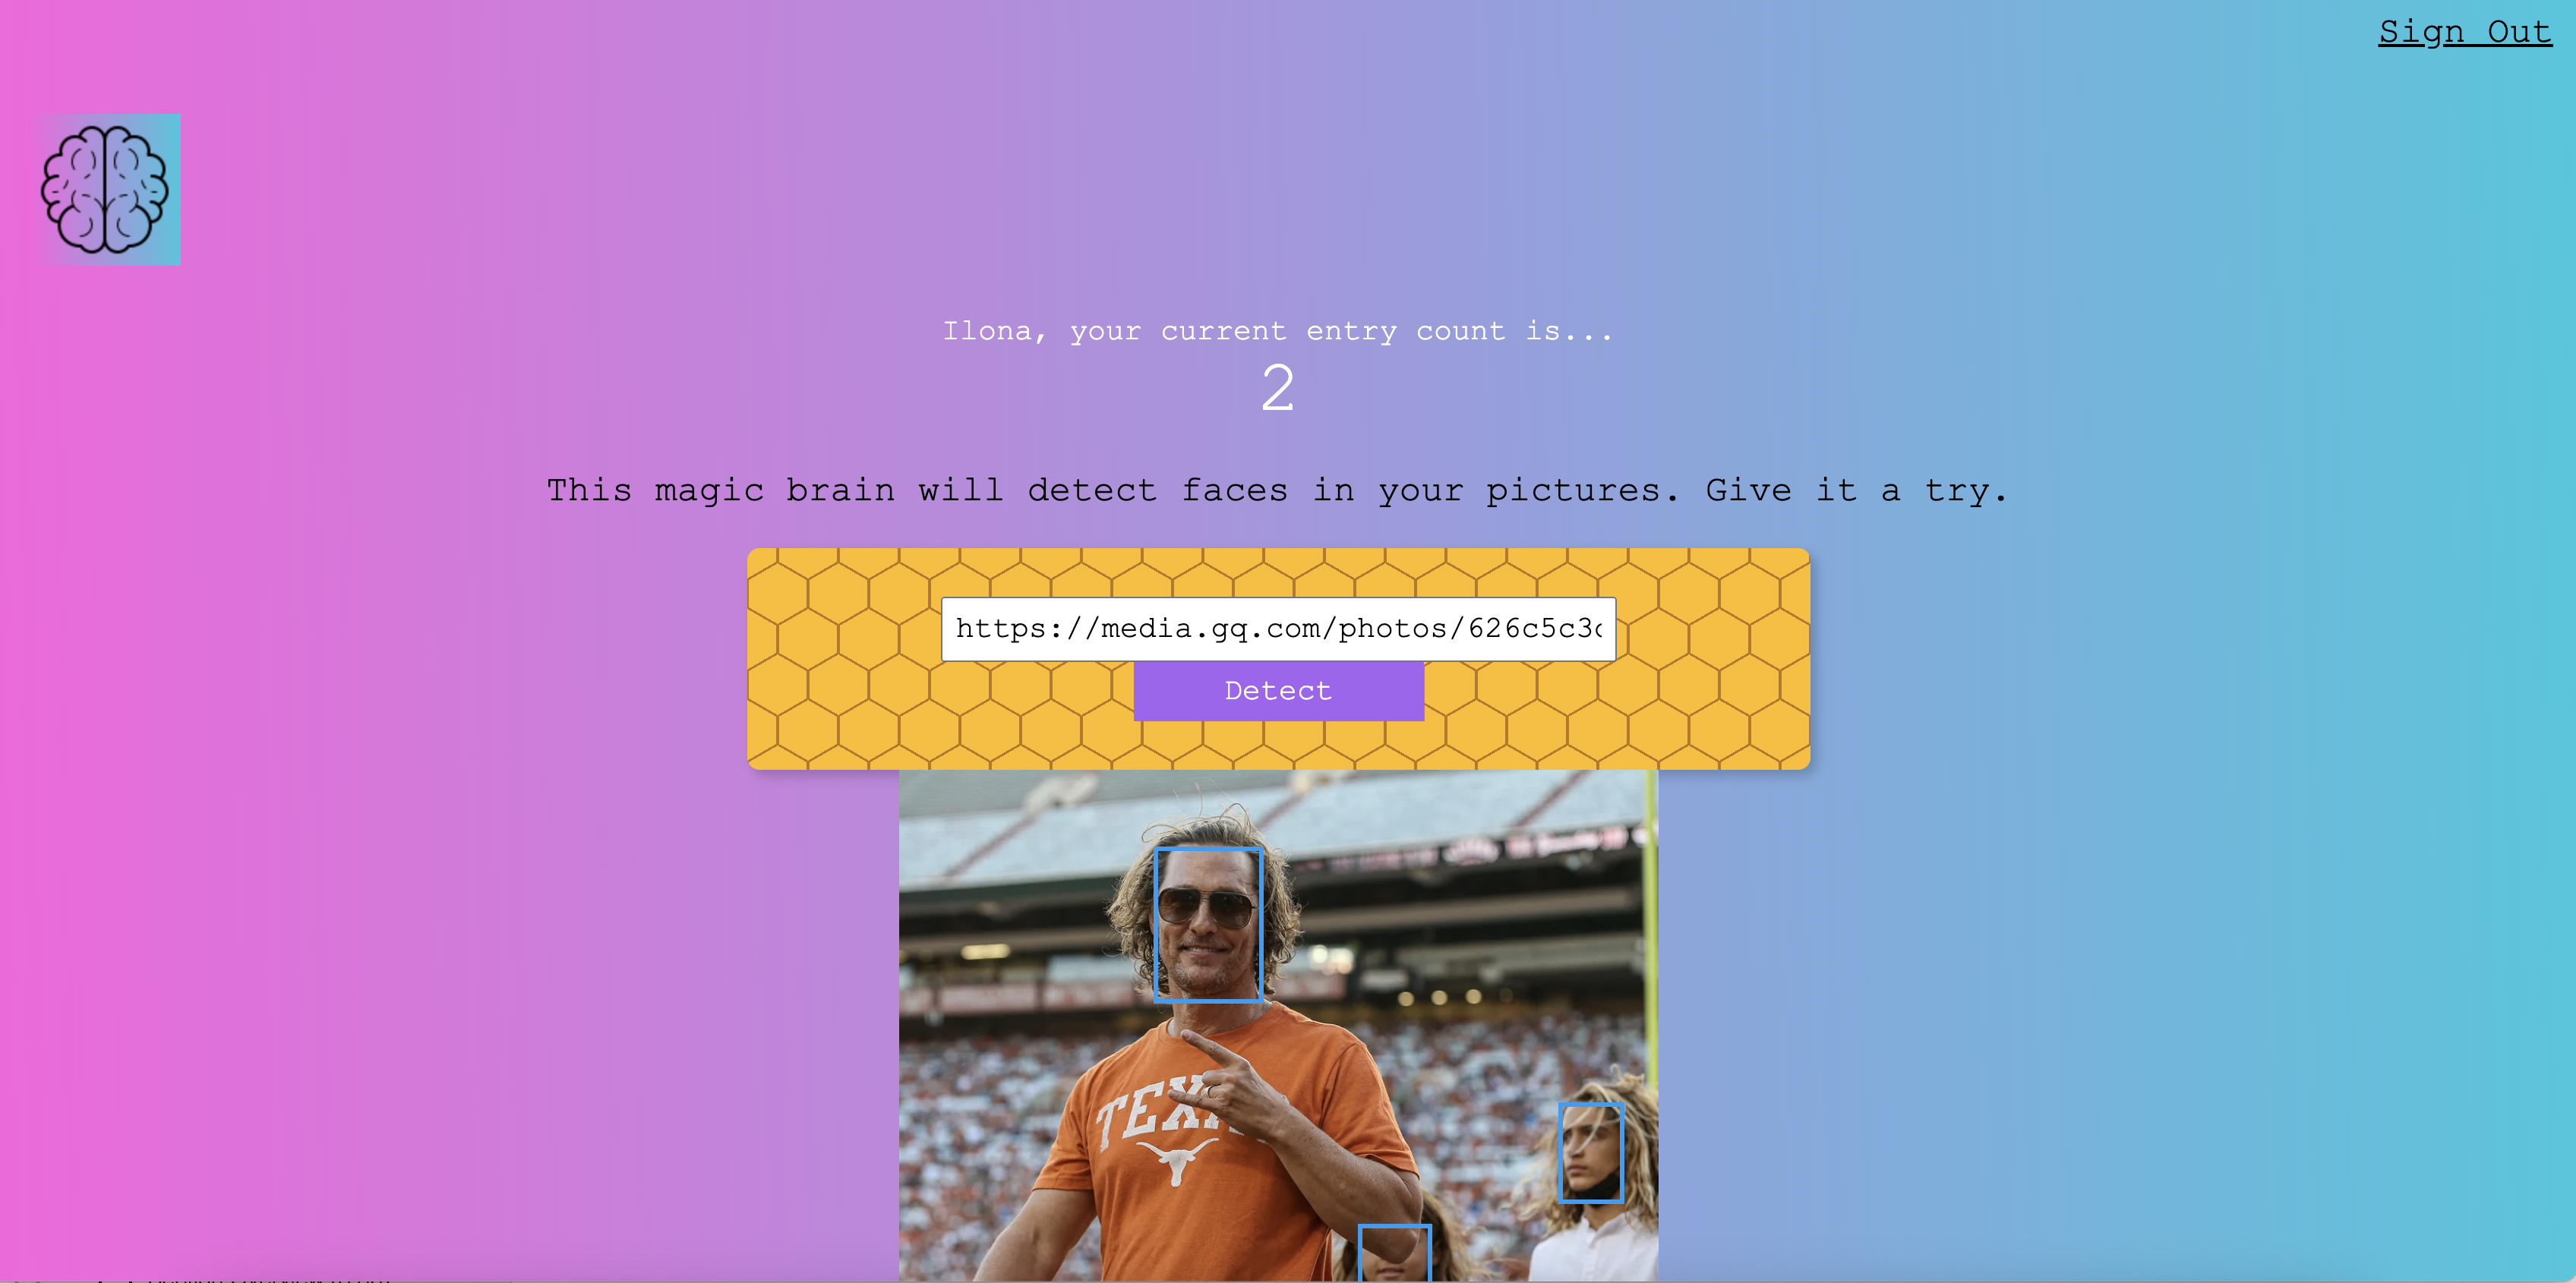 Sign Out
Ilona, your current entry count is...
2
This magic brain will detect faces in your pictures. Give it a try.
https://media.gq.com/photos/626c5c3
Detect
TEX